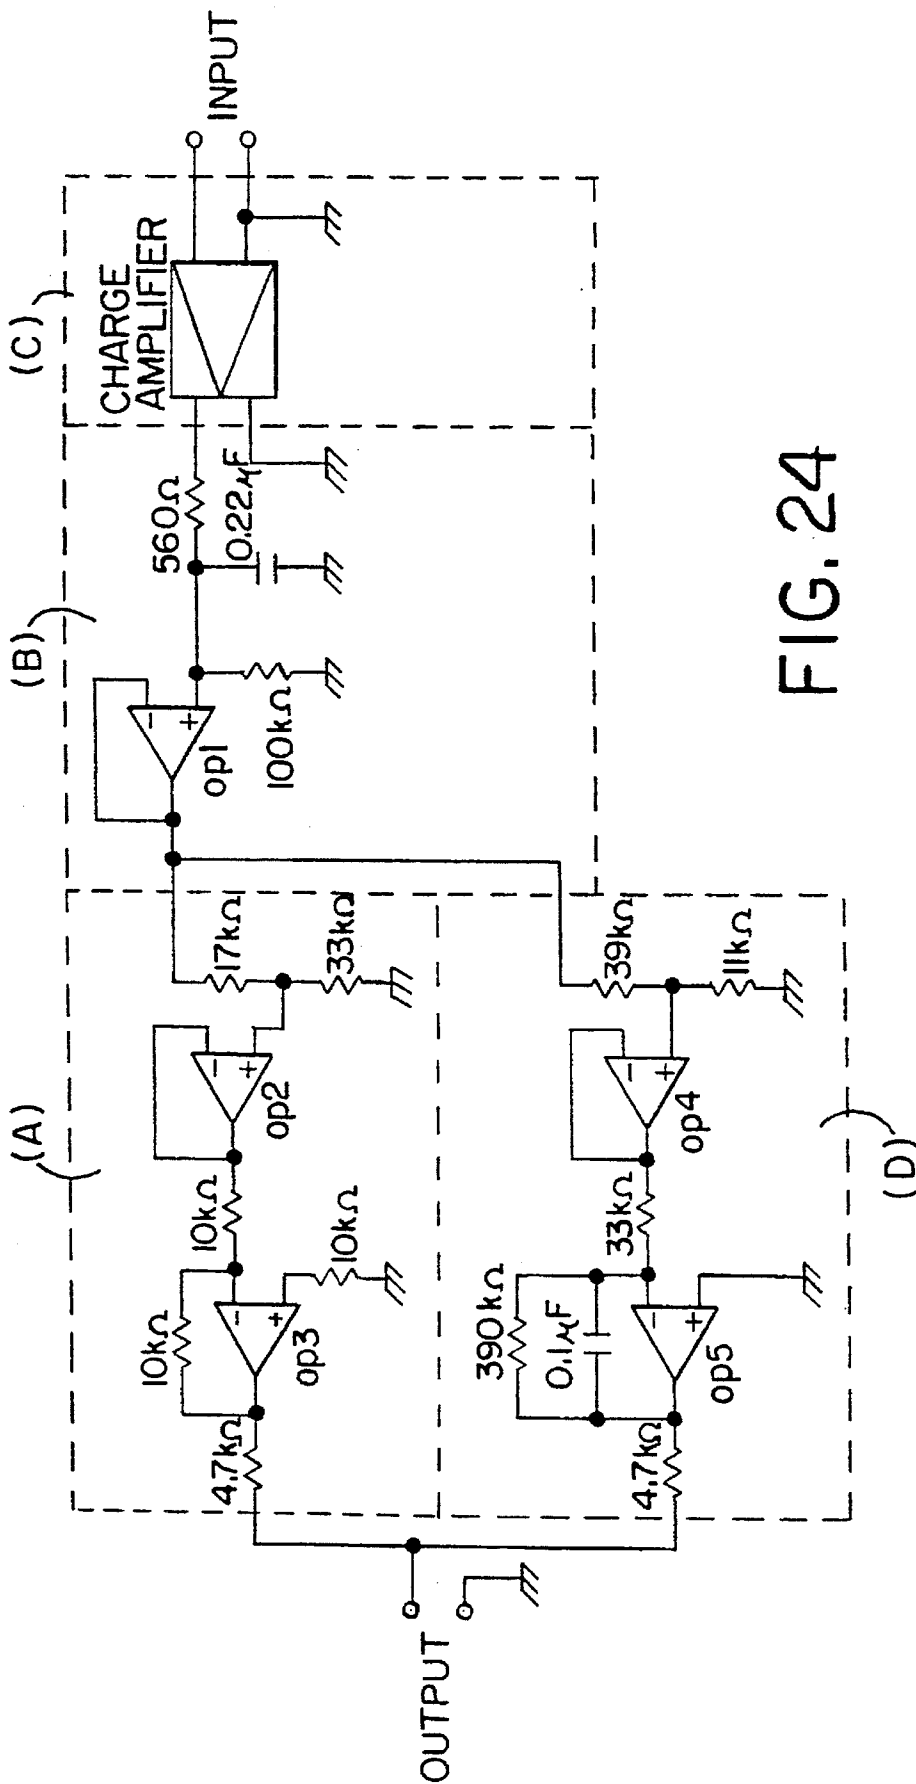 (A)
(B)
(C)
CHARGE
AMPLIFIER
INPUT
560Ω
0.22μF
100kΩ
−
+
op1
17kΩ
33kΩ
−
+
op2
10kΩ
10kΩ
10kΩ
−
+
op3
4.7kΩ
OUTPUT
39kΩ
11kΩ
−
+
op4
33kΩ
390kΩ
0.1μF
−
+
op5
4.7kΩ
(D)
FIG. 24